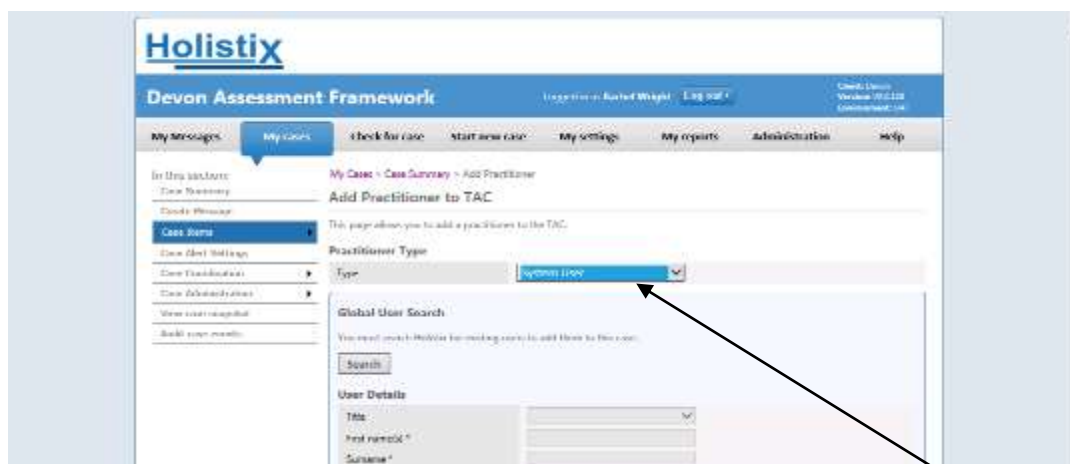 Holistix
Devon Assessment Framework
Rachel Wright Log out
My Messages My cases Check for case Start new case My settings My reports Administration Help
In this section:
Case Summary
Create Message
Case Items
Case Alert Settings
Case Coordination
Case Administration
View case snapshot
Audit case events
My Cases > Case Summary > Add Practitioner
Add Practitioner to TAC
This page allows you to add a practitioner to the TAC.
Practitioner Type
Type System User
Global User Search
You must search Holistix for existing users to add them to this case.
Search
User Details
Title
First name(s) *
Surname *